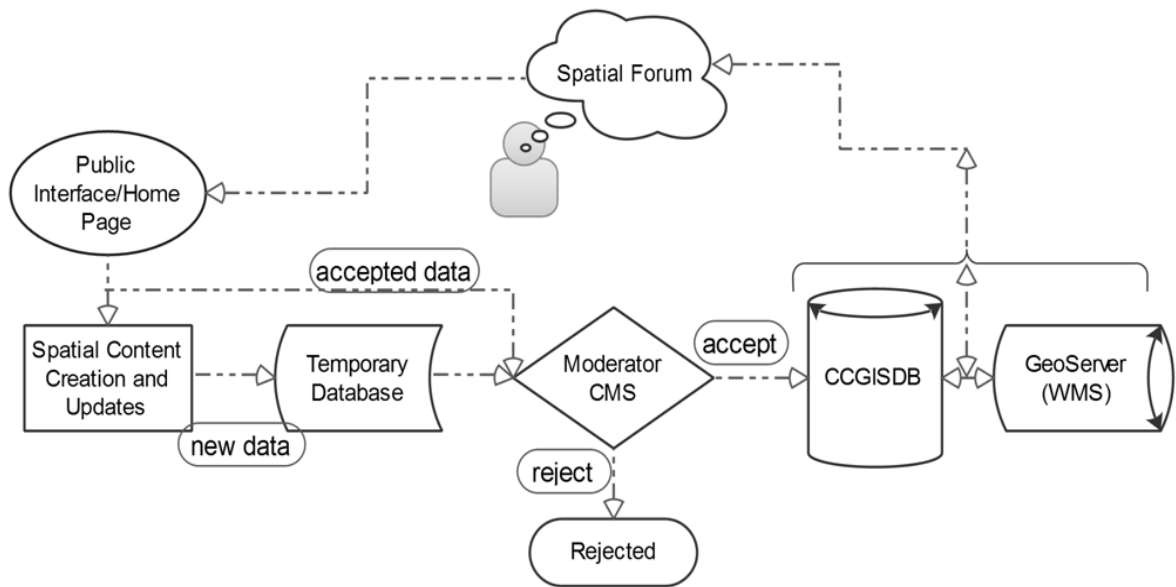 Spatial Forum
Public
Interface/Home
Page
accepted data
Spatial Content
Creation and
Updates
new data
Temporary
Database
Moderator
CMS
accept
reject
Rejected
CCGISDB
GeoServer
(WMS)